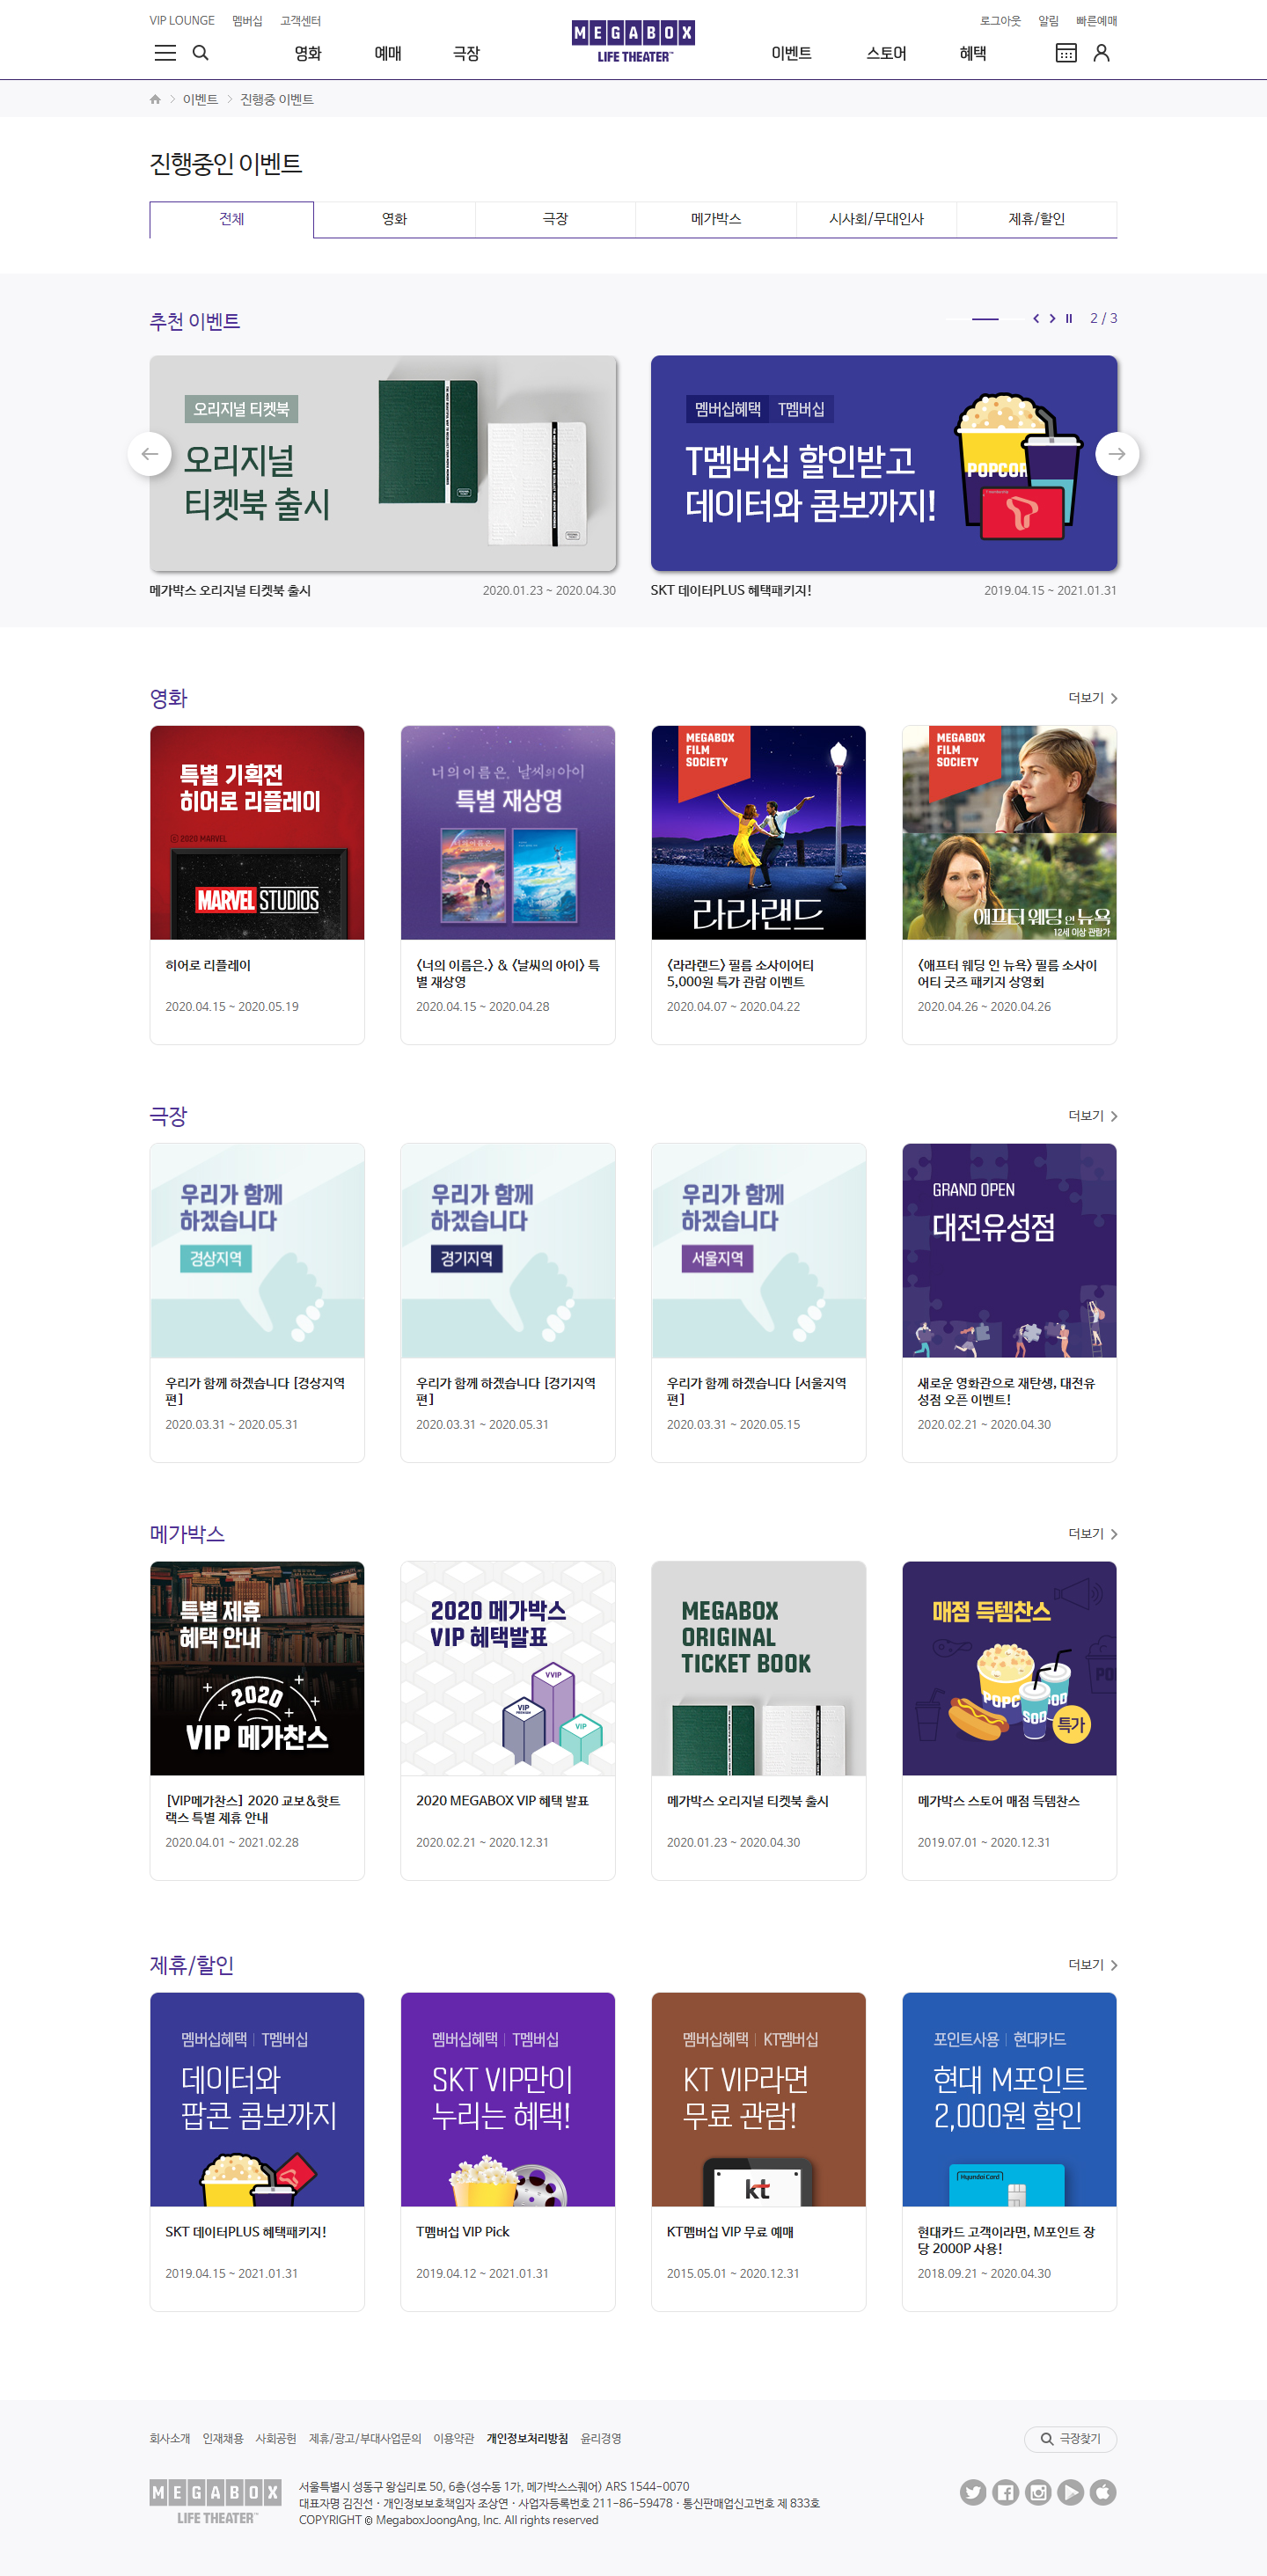 VIP LOUNGE 멤버십 고객센터
로그아웃 알림 빠른예매
영화 예매 극장
MEGABOX
LIFE THEATER™
이벤트 스토어 혜택
이벤트 > 진행중 이벤트
진행중인 이벤트
전체 영화 극장 메가박스 시사회/무대인사 제휴/할인
추천 이벤트
2 / 3
오리지널 티켓북
오리지널
티켓북 출시
멤버십혜택 T멤버십
T멤버십 할인받고
데이터와 콤보까지!
POPCOR
메가박스 오리지널 티켓북 출시 2020.01.23 ~ 2020.04.30
SKT 데이터PLUS 혜택패키지! 2019.04.15 ~ 2021.01.31
영화
더보기
특별 기획전
히어로 리플레이
ⓒ 2020 MARVEL
MARVEL STUDIOS
너의 이름은. 날씨의 아이
특별 재상영
MEGABOX
FILM
SOCIETY
라라랜드
MEGABOX
FILM
SOCIETY
애프터 웨딩 인 뉴욕
12세 이상 관람가
히어로 리플레이
2020.04.15 ~ 2020.05.19
<너의 이름은.> & <날씨의 아이> 특
별 재상영
2020.04.15 ~ 2020.04.28
<라라랜드> 필름 소사이어티
5,000원 특가 관람 이벤트
2020.04.07 ~ 2020.04.22
<애프터 웨딩 인 뉴욕> 필름 소사이
어티 굿즈 패키지 상영회
2020.04.26 ~ 2020.04.26
극장
더보기
우리가 함께
하겠습니다
경상지역
우리가 함께
하겠습니다
경기지역
우리가 함께
하겠습니다
서울지역
GRAND OPEN
대전유성점
우리가 함께 하겠습니다 [경상지역
편]
2020.03.31 ~ 2020.05.31
우리가 함께 하겠습니다 [경기지역
편]
2020.03.31 ~ 2020.05.31
우리가 함께 하겠습니다 [서울지역
편]
2020.03.31 ~ 2020.05.15
새로운 영화관으로 재탄생, 대전유
성점 오픈 이벤트!
2020.02.21 ~ 2020.04.30
메가박스
더보기
특별 제휴
혜택 안내
2020
VIP 메가찬스
2020 메가박스
VIP 혜택발표
VVIP
VIP
PREMIUM
VIP
MEGABOX
ORIGINAL
TICKET BOOK
매점 득템찬스
POPC
SOD
특가
[VIP메가찬스] 2020 교보&핫트
랙스 특별 제휴 안내
2020.04.01 ~ 2021.02.28
2020 MEGABOX VIP 혜택 발표
2020.02.21 ~ 2020.12.31
메가박스 오리지널 티켓북 출시
2020.01.23 ~ 2020.04.30
메가박스 스토어 매점 득템찬스
2019.07.01 ~ 2020.12.31
제휴/할인
더보기
멤버십혜택 | T멤버십
데이터와
팝콘 콤보까지
멤버십혜택 | T멤버십
SKT VIP만이
누리는 혜택!
멤버십혜택 | KT멤버십
KT VIP라면
무료 관람!
kt
포인트사용 | 현대카드
현대 M포인트
2,000원 할인
Hyundai Card
SKT 데이터PLUS 혜택패키지!
2019.04.15 ~ 2021.01.31
T멤버십 VIP Pick
2019.04.12 ~ 2021.01.31
KT멤버십 VIP 무료 예매
2015.05.01 ~ 2020.12.31
현대카드 고객이라면, M포인트 장
당 2000P 사용!
2018.09.21 ~ 2020.04.30
회사소개 인재채용 사회공헌 제휴/광고/부대사업문의 이용약관 개인정보처리방침 윤리경영
극장찾기
MEGABOX
LIFE THEATER™
서울특별시 성동구 왕십리로 50, 6층(성수동 1가, 메가박스스퀘어) ARS 1544-0070
대표자명 김진선 · 개인정보보호책임자 조상연 · 사업자등록번호 211-86-59478 · 통신판매업신고번호 제 833호
COPYRIGHT © MegaboxJoongAng, Inc. All rights reserved